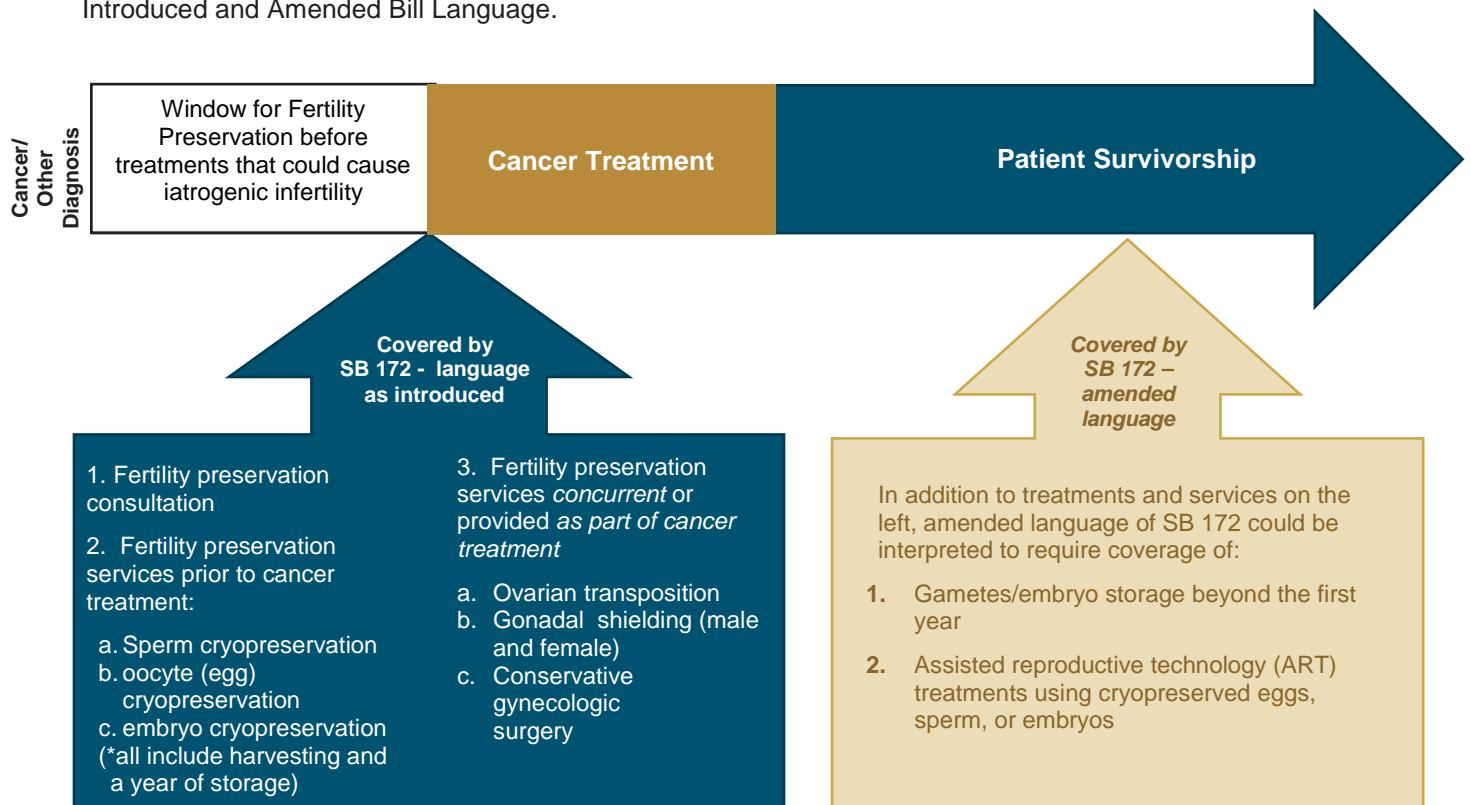 Introduced and Amended Bill Language.
Cancer/
Other
Diagnosis
Window for Fertility
Preservation before
treatments that could cause
iatrogenic infertility
Cancer Treatment
Patient Survivorship
Covered by
SB 172 - language
as introduced
1. Fertility preservation
consultation
2. Fertility preservation
services prior to cancer
treatment:
a. Sperm cryopreservation
b. oocyte (egg)
cryopreservation
c. embryo cryopreservation
(*all include harvesting and
a year of storage)
3. Fertility preservation
services concurrent or
provided as part of cancer
treatment
a. Ovarian transposition
b. Gonadal shielding (male
and female)
c. Conservative
gynecologic
surgery
Covered by
SB 172 –
amended
language
In addition to treatments and services on the
left, amended language of SB 172 could be
interpreted to require coverage of:
1. Gametes/embryo storage beyond the first
year
2. Assisted reproductive technology (ART)
treatments using cryopreserved eggs,
sperm, or embryos